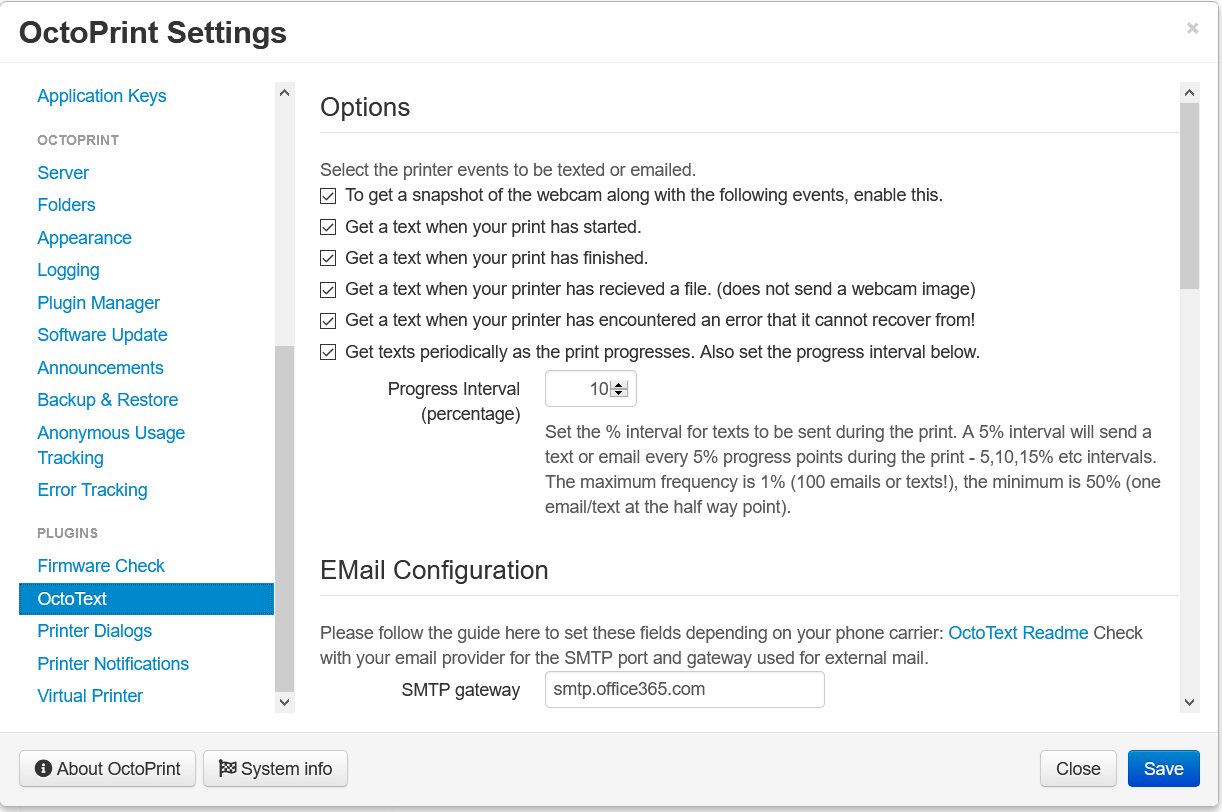 OctoPrint Settings
×
Application Keys
OCTOPRINT
Server
Folders
Appearance
Logging
Plugin Manager
Software Update
Announcements
Backup & Restore
Anonymous Usage
Tracking
Error Tracking
PLUGINS
Firmware Check
OctoText
Printer Dialogs
Printer Notifications
Virtual Printer
Options
Select the printer events to be texted or emailed.
To get a snapshot of the webcam along with the following events, enable this.
Get a text when your print has started.
Get a text when your print has finished.
Get a text when your printer has recieved a file. (does not send a webcam image)
Get a text when your printer has encountered an error that it cannot recover from!
Get texts periodically as the print progresses. Also set the progress interval below.
Progress Interval
(percentage)
10
Set the % interval for texts to be sent during the print. A 5% interval will send a
text or email every 5% progress points during the print - 5,10,15% etc intervals.
The maximum frequency is 1% (100 emails or texts!), the minimum is 50% (one
email/text at the half way point).
EMail Configuration
Please follow the guide here to set these fields depending on your phone carrier: OctoText Readme Check
with your email provider for the SMTP port and gateway used for external mail.
SMTP gateway
smtp.office365.com
About OctoPrint
System info
Close
Save